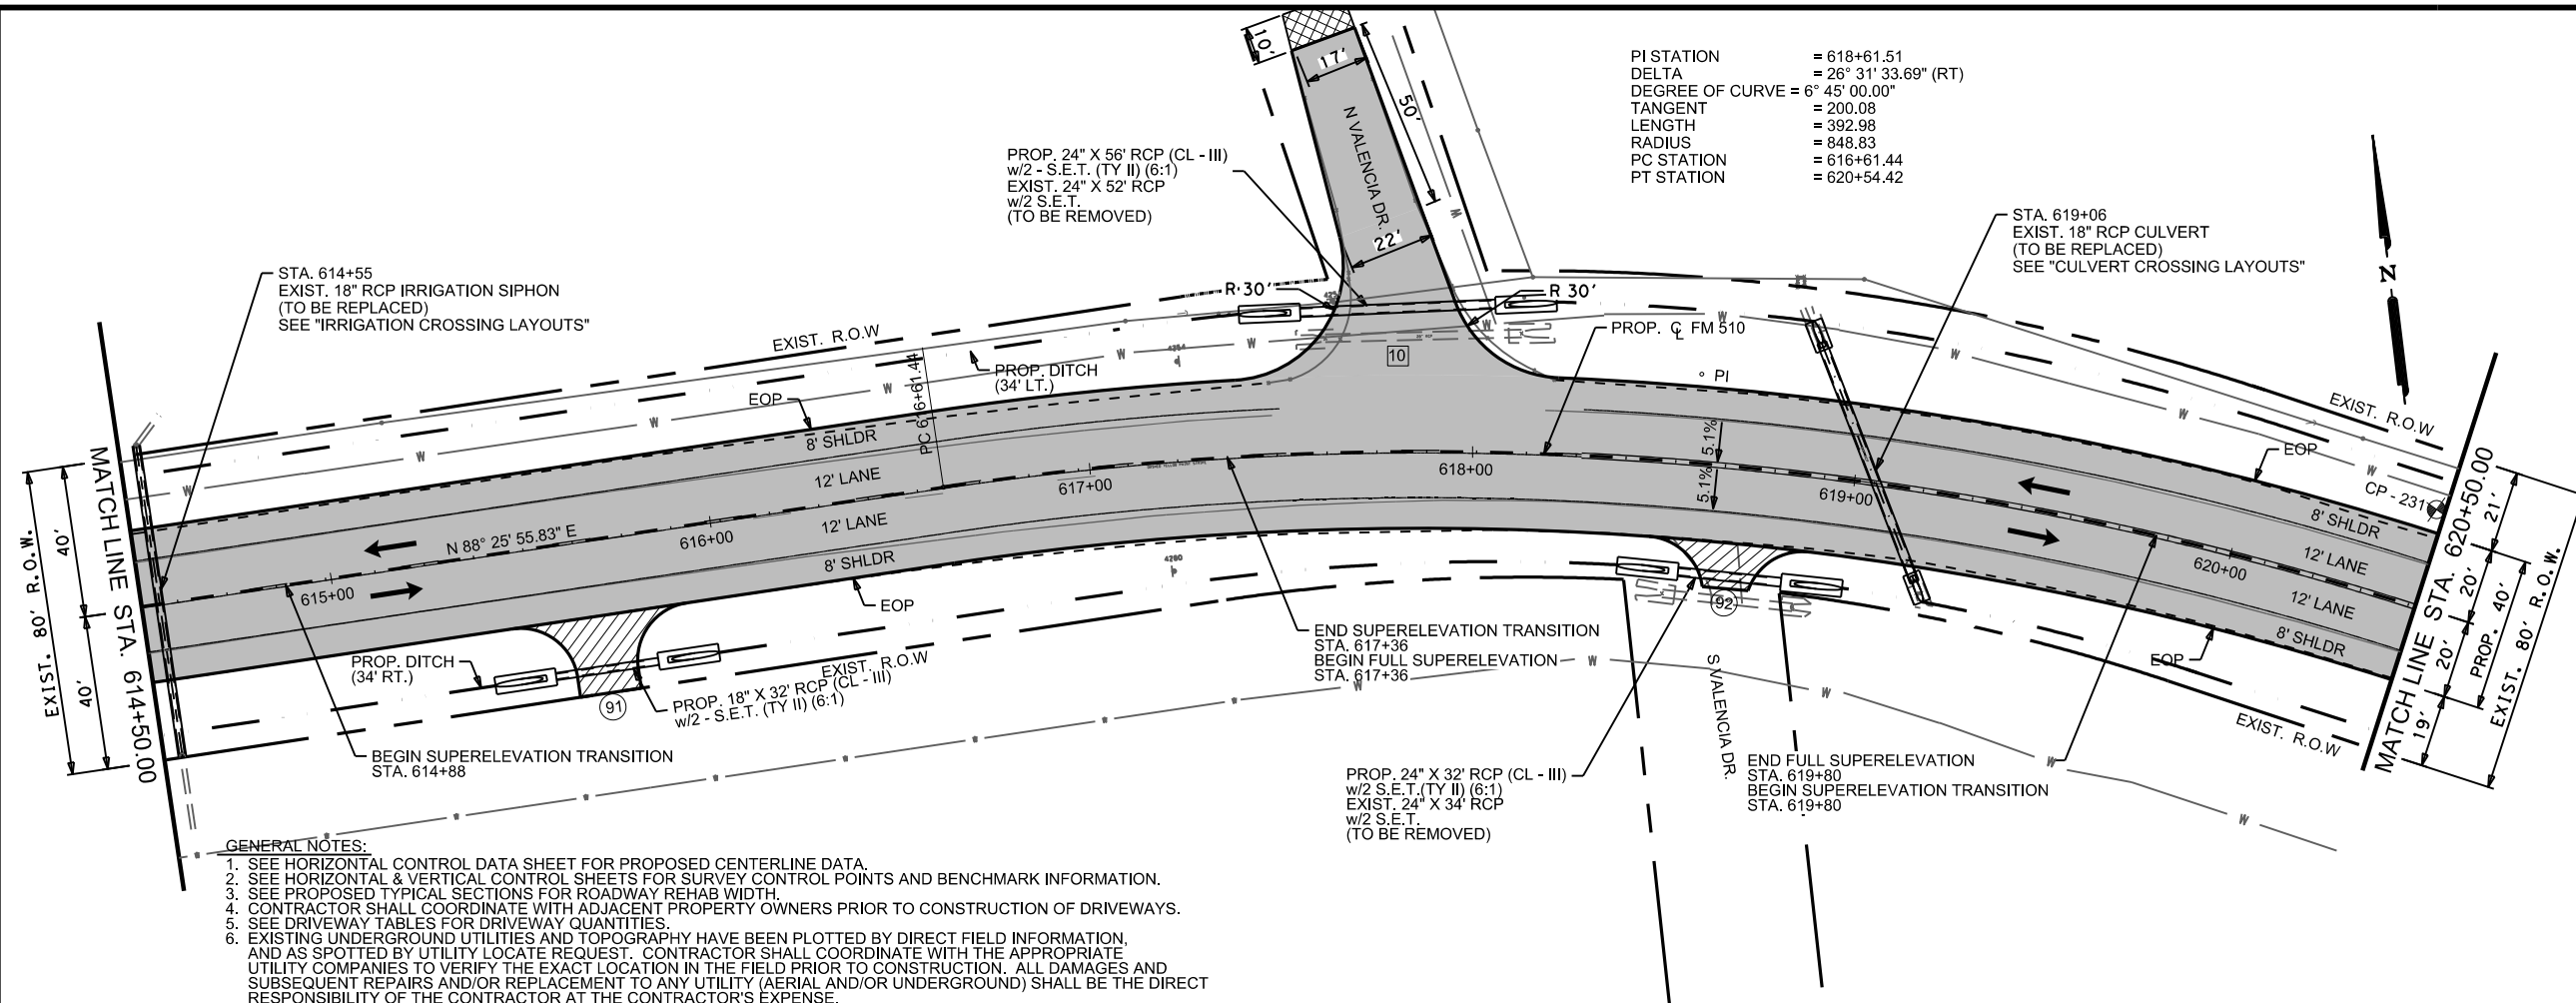 PI STATION = 618+61.51
DELTA = 26° 31' 33.69" (RT)
DEGREE OF CURVE = 6° 45' 00.00"
TANGENT = 200.08
LENGTH = 392.98
RADIUS = 848.83
PC STATION = 616+61.44
PT STATION = 620+54.42
10'
17'
50'
N VALENCIA DR.
22'
PROP. 24" X 56' RCP (CL - III)
w/2 - S.E.T. (TY II) (6:1)
EXIST. 24" X 52' RCP
w/2 S.E.T.
(TO BE REMOVED)
STA. 619+06
EXIST. 18" RCP CULVERT
(TO BE REPLACED)
SEE "CULVERT CROSSING LAYOUTS"
N
STA. 614+55
EXIST. 18" RCP IRRIGATION SIPHON
(TO BE REPLACED)
SEE "IRRIGATION CROSSING LAYOUTS"
R 30'
R 30'
EXIST. R.O.W
PROP. ℄ FM 510
10
PROP. DITCH
(34' LT.)
PC 616+61.44
PI
EOP
8' SHLDR
12' LANE
12' LANE
8' SHLDR
N 88° 25' 55.83" E
615+00
616+00
617+00
618+00
619+00
620+00
5.1%
5.1%
EXIST. R.O.W
EOP
CP - 231
8' SHLDR
12' LANE
12' LANE
8' SHLDR
EOP
EXIST. R.O.W
MATCH LINE STA. 614+50.00
EXIST. 80' R.O.W.
40'
40'
MATCH LINE STA. 620+50.00
21'
20'
20'
19'
PROP. 40'
EXIST. 80' R.O.W.
EOP
PROP. DITCH
(34' RT.)
EXIST. R.O.W
PROP. 18" X 32' RCP (CL - III)
w/2 - S.E.T. (TY II) (6:1)
91
92
END SUPERELEVATION TRANSITION
STA. 617+36
BEGIN FULL SUPERELEVATION
STA. 617+36
S VALENCIA DR.
BEGIN SUPERELEVATION TRANSITION
STA. 614+88
PROP. 24" X 32' RCP (CL - III)
w/2 S.E.T.(TY II) (6:1)
EXIST. 24" X 34' RCP
w/2 S.E.T.
(TO BE REMOVED)
END FULL SUPERELEVATION
STA. 619+80
BEGIN SUPERELEVATION TRANSITION
STA. 619+80
GENERAL NOTES:
1. SEE HORIZONTAL CONTROL DATA SHEET FOR PROPOSED CENTERLINE DATA.
2. SEE HORIZONTAL & VERTICAL CONTROL SHEETS FOR SURVEY CONTROL POINTS AND BENCHMARK INFORMATION.
3. SEE PROPOSED TYPICAL SECTIONS FOR ROADWAY REHAB WIDTH.
4. CONTRACTOR SHALL COORDINATE WITH ADJACENT PROPERTY OWNERS PRIOR TO CONSTRUCTION OF DRIVEWAYS.
5. SEE DRIVEWAY TABLES FOR DRIVEWAY QUANTITIES.
6. EXISTING UNDERGROUND UTILITIES AND TOPOGRAPHY HAVE BEEN PLOTTED BY DIRECT FIELD INFORMATION,
AND AS SPOTTED BY UTILITY LOCATE REQUEST. CONTRACTOR SHALL COORDINATE WITH THE APPROPRIATE
UTILITY COMPANIES TO VERIFY THE EXACT LOCATION IN THE FIELD PRIOR TO CONSTRUCTION. ALL DAMAGES AND
SUBSEQUENT REPAIRS AND/OR REPLACEMENT TO ANY UTILITY (AERIAL AND/OR UNDERGROUND) SHALL BE THE DIRECT
RESPONSIBILITY OF THE CONTRACTOR AT THE CONTRACTOR'S EXPENSE.